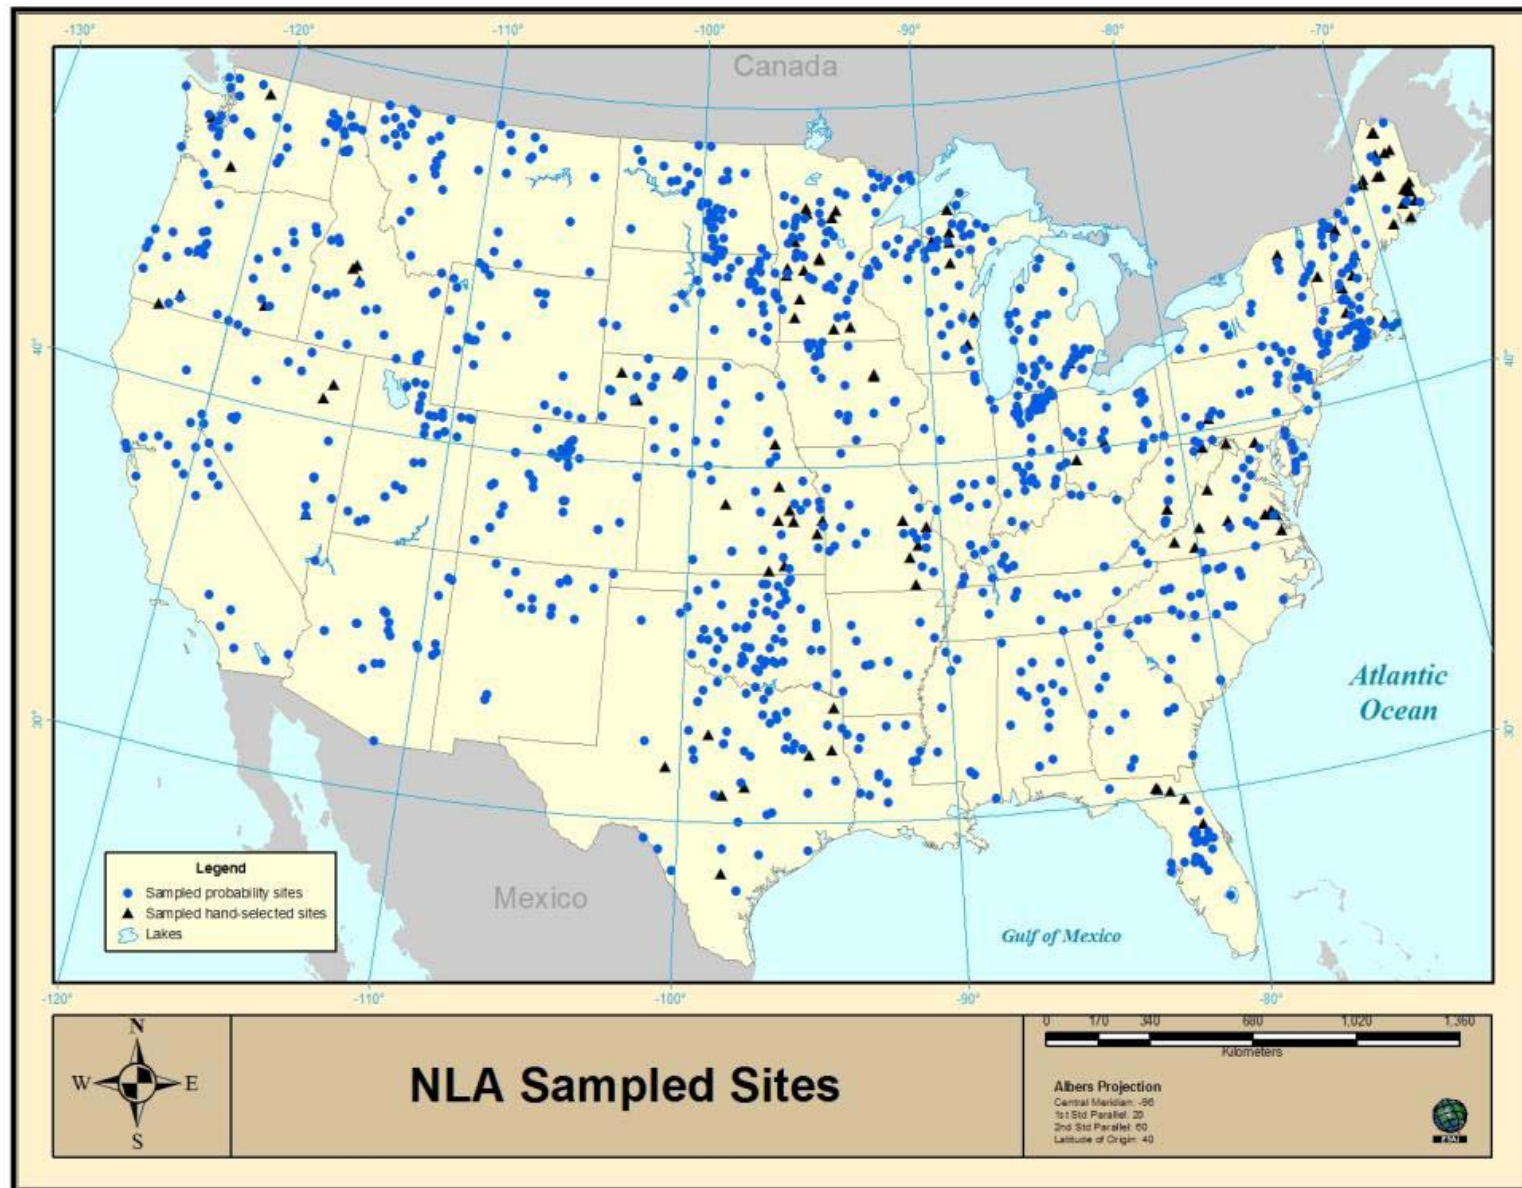 -130°
-120°
-110°
-100°
-90°
-80°
-70°
Canada
40°
40°
30°
30°
Atlantic
Ocean
Legend
Sampled probability sites
Sampled hand-selected sites
Lakes
Mexico
Gulf of Mexico
-120°
-110°
-100°
-90°
-80°
N
W
E
S
NLA Sampled Sites
0 170 340 680 1,020 1,360
Kilometers
Albers Projection
Central Meridian: -96
1st Std Parallel: 20
2nd Std Parallel: 60
Latitude of Origin: 40